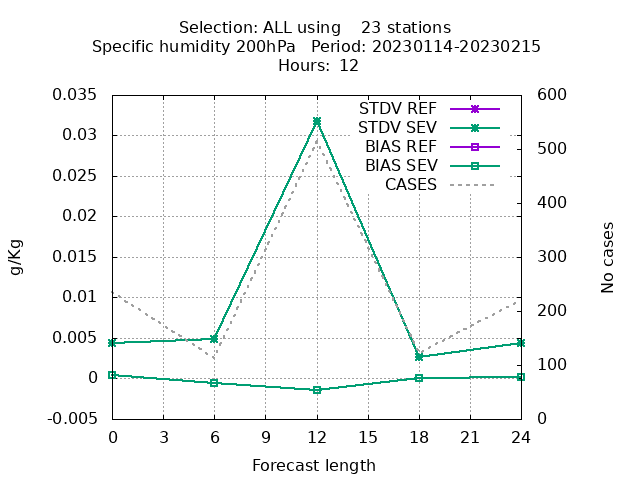 Selection: ALL using    23 stations
Specific humidity 200hPa   Period: 20230114-20230215
Hours: 12
STDV REF
STDV SEV
BIAS REF
BIAS SEV
CASES
0.035
0.03
0.025
0.02
0.015
0.01
0.005
0
-0.005
g/Kg
600
500
400
300
200
100
0
No cases
0 3 6 9 12 15 18 21 24
Forecast length